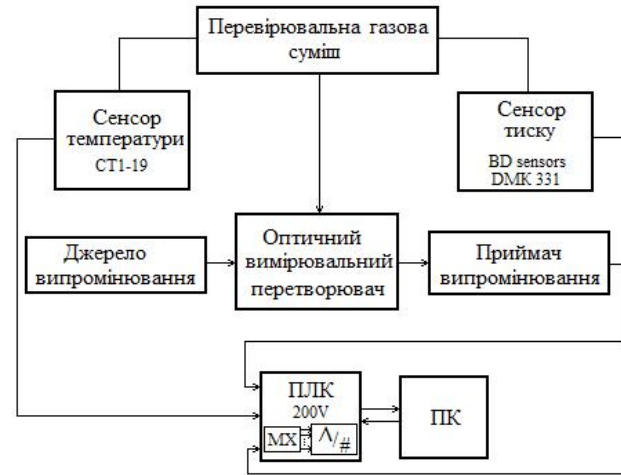 Перевірювальна газова
суміш
Сенсор
температури
СТ1-19
Сенсор
тиску
BD sensors
DMK 331
Джерело
випромінювання
Оптичний
вимірювальний
перетворювач
Приймач
випромінювання
ПЛК
200V
МХ
Λ/#
ПК